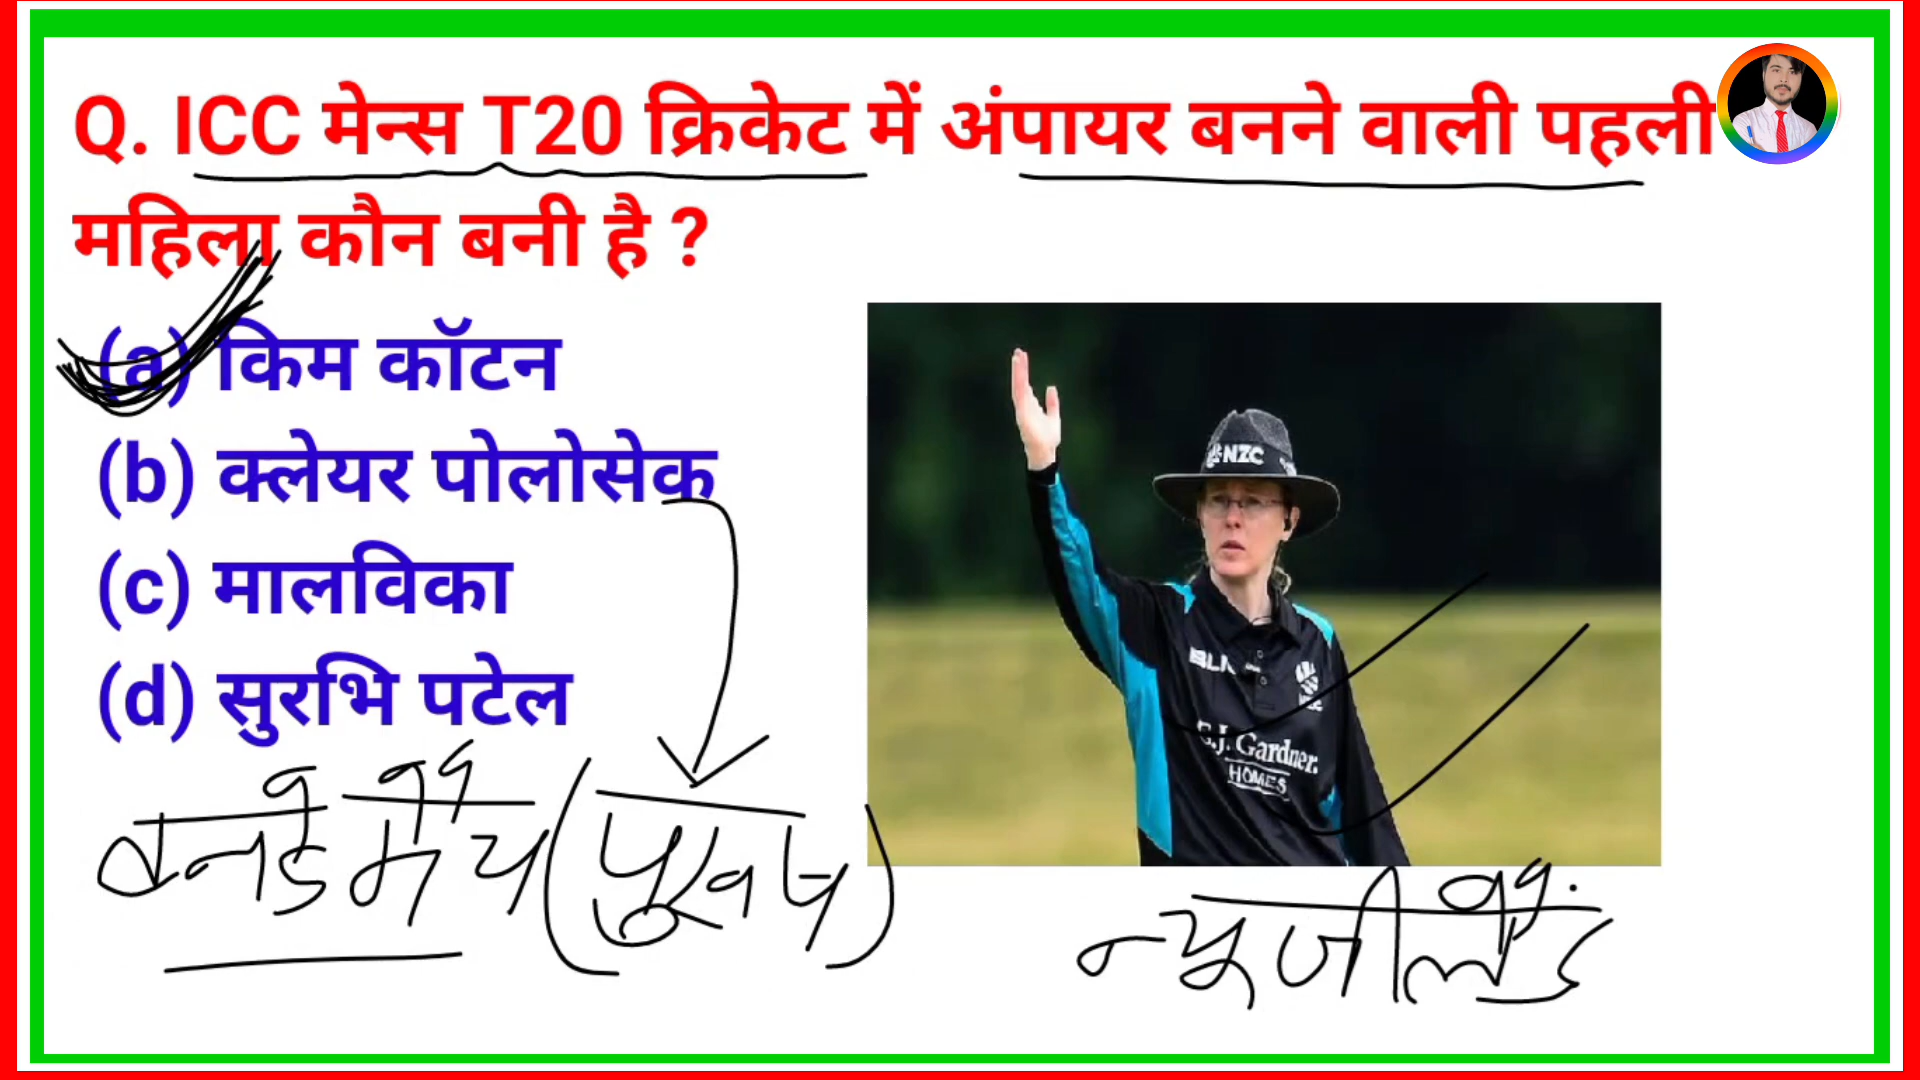 Q. ICC मेन्स T20 क्रिकेट में अंपायर बनने वाली पहली
महिला कौन बनी है ?
(a) किम कॉटन
(b) क्लेयर पोलोसेक
(c) मालविका
(d) सुरभि पटेल
NZC
E.J. Gardner.
HOMES
वनडे मैच (पुरुष)
न्यूजीलैंड